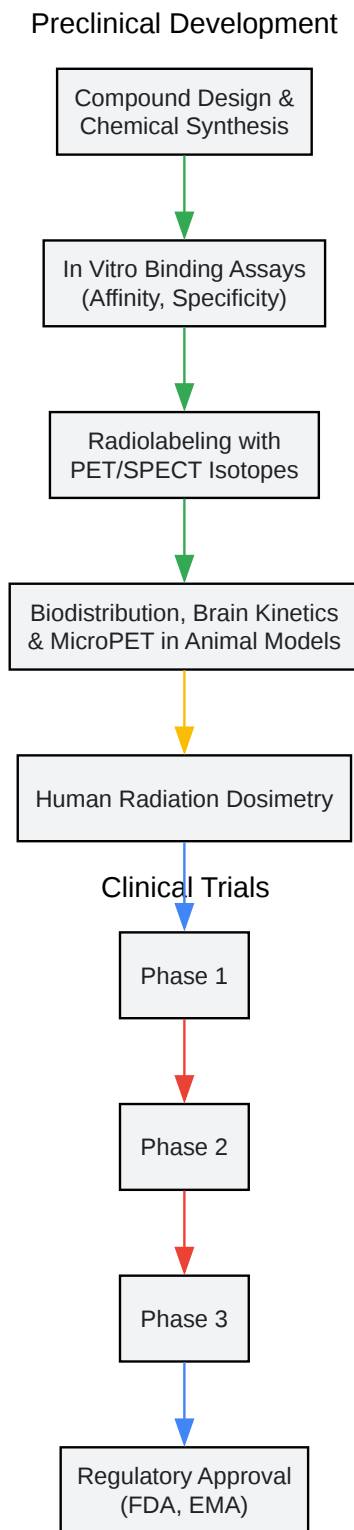 Preclinical Development
Compound Design &
Chemical Synthesis
In Vitro Binding Assays
(Affinity, Specificity)
Radiolabeling with
PET/SPECT Isotopes
Biodistribution, Brain Kinetics
& MicroPET in Animal Models
Human Radiation Dosimetry
Clinical Trials
Phase 1
Phase 2
Phase 3
Regulatory Approval
(FDA, EMA)